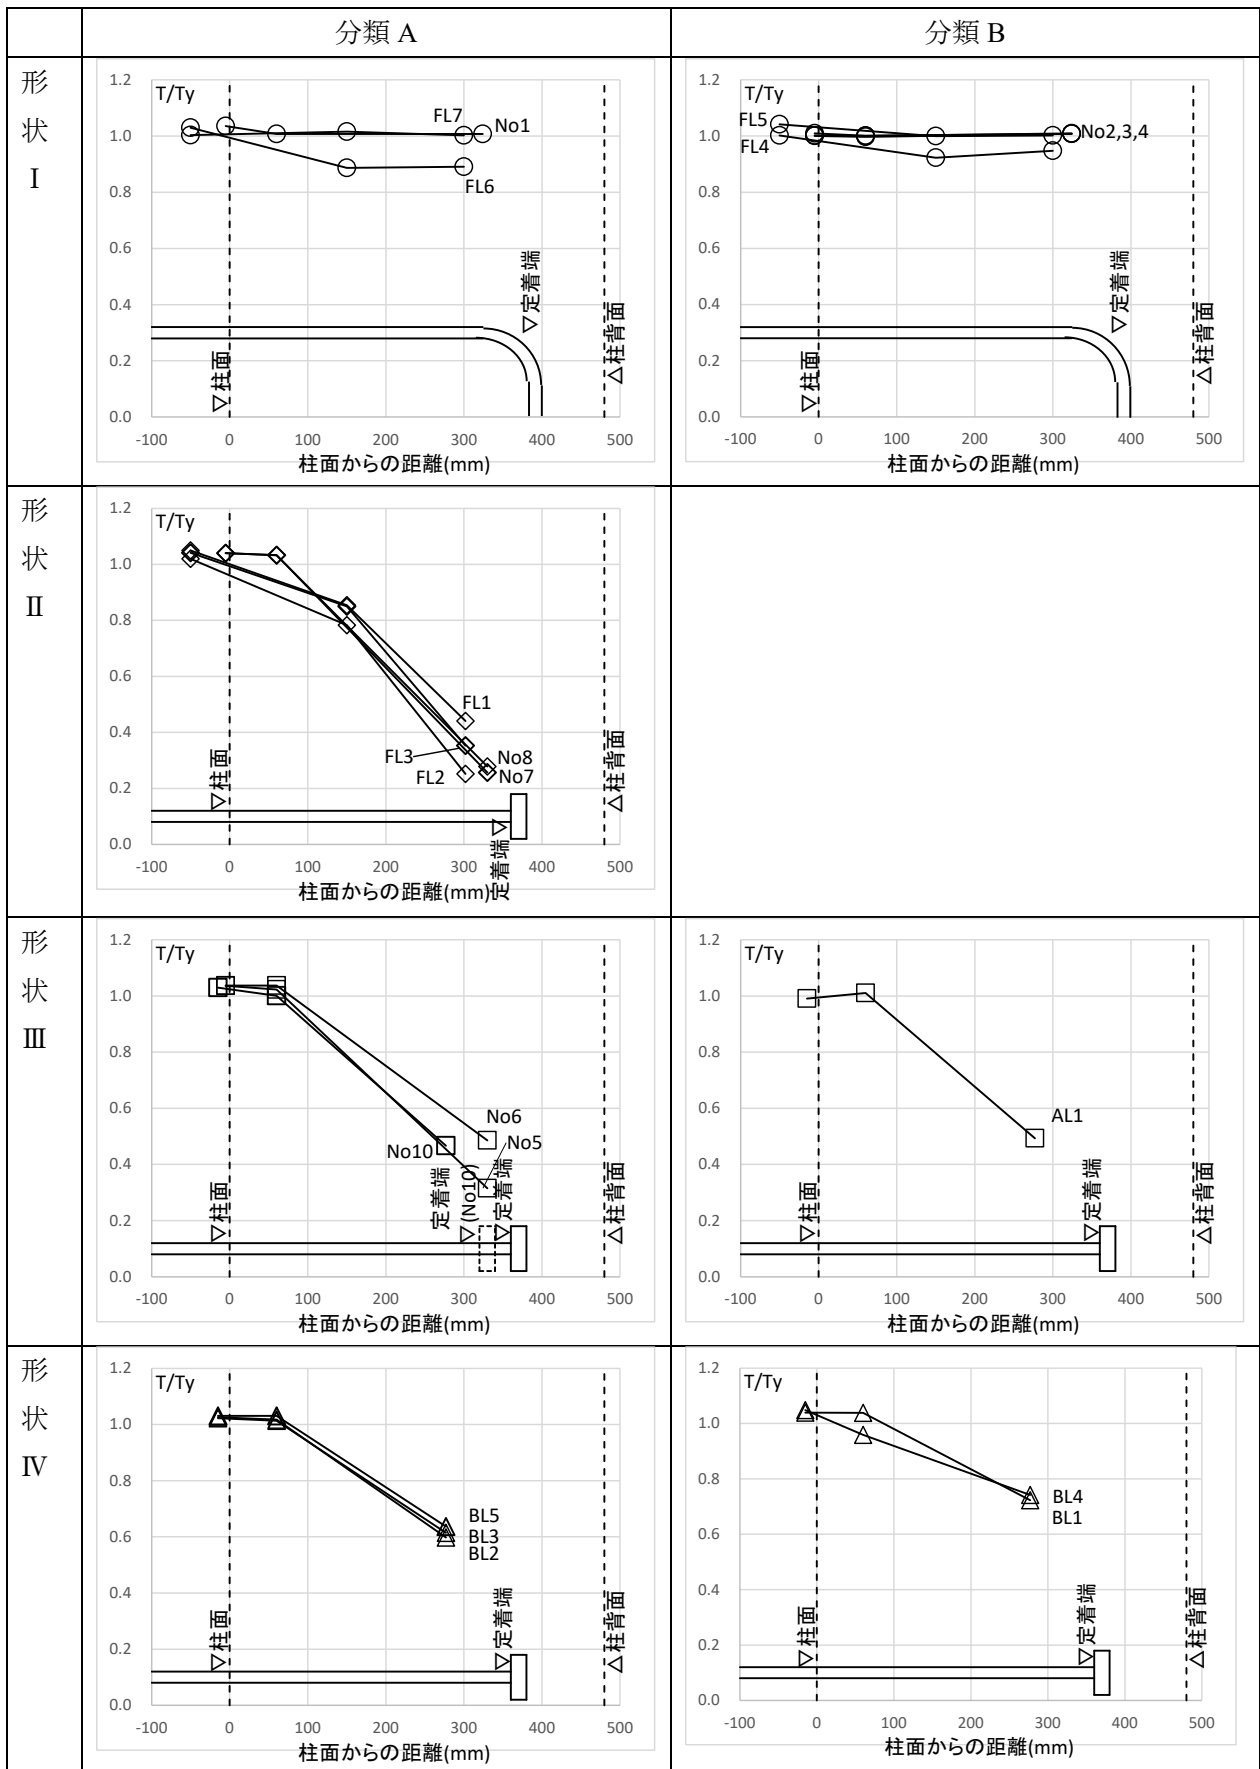 分類 A
分類 B
形状 Ⅰ
1.2
1.0
0.8
0.6
0.4
0.2
0.0
T/Ty
FL7
No1
FL6
▽定着端
▽柱面
△柱背面
-100 0 100 200 300 400 500
柱面からの距離(mm)
1.2
1.0
0.8
0.6
0.4
0.2
0.0
T/Ty
FL5
FL4
No2,3,4
▽定着端
▽柱面
△柱背面
-100 0 100 200 300 400 500
柱面からの距離(mm)
形状 Ⅱ
1.2
1.0
0.8
0.6
0.4
0.2
0.0
T/Ty
FL1
FL3
FL2
No8
No7
▽柱面
△柱背面
▽定着端
-100 0 100 200 300 400 500
柱面からの距離(mm)
形状 Ⅲ
1.2
1.0
0.8
0.6
0.4
0.2
0.0
T/Ty
No6
No5
No10
定着端
▽(No10)
▽定着端
▽柱面
△柱背面
-100 0 100 200 300 400 500
柱面からの距離(mm)
1.2
1.0
0.8
0.6
0.4
0.2
0.0
T/Ty
AL1
▽柱面
▽定着端
△柱背面
-100 0 100 200 300 400 500
柱面からの距離(mm)
形状 Ⅳ
1.2
1.0
0.8
0.6
0.4
0.2
0.0
T/Ty
BL5
BL3
BL2
▽柱面
▽定着端
△柱背面
-100 0 100 200 300 400 500
柱面からの距離(mm)
1.2
1.0
0.8
0.6
0.4
0.2
0.0
T/Ty
BL4
BL1
▽柱面
▽定着端
△柱背面
-100 0 100 200 300 400 500
柱面からの距離(mm)